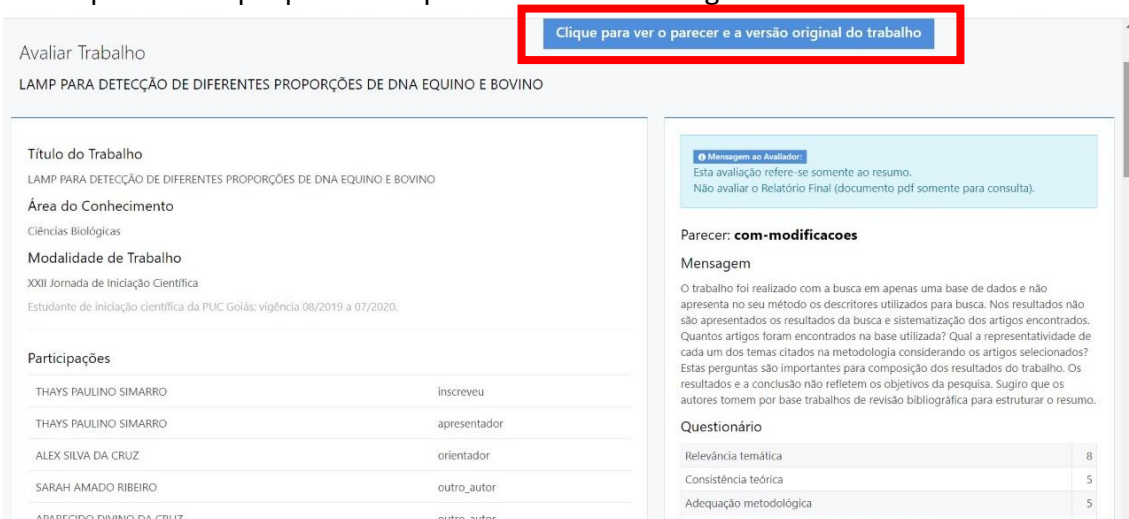 Clique para ver o parecer e a versão original do trabalho
Avaliar Trabalho
LAMP PARA DETECÇÃO DE DIFERENTES PROPORÇÕES DE DNA EQUINO E BOVINO
Título do Trabalho
LAMP PARA DETECÇÃO DE DIFERENTES PROPORÇÕES DE DNA EQUINO E BOVINO
Área do Conhecimento
Ciências Biológicas
Modalidade de Trabalho
XXII Jornada de Iniciação Científica
Estudante de iniciação científica da PUC Goiás: vigência 08/2019 a 07/2020.
Participações
THAYS PAULINO SIMARRO inscreveu
THAYS PAULINO SIMARRO apresentador
ALEX SILVA DA CRUZ orientador
SARAH AMADO RIBEIRO outro_autor
APARECIDO DIVINO DA CRUZ outro_autor
Mensagem ao Avaliador:
Esta avaliação refere-se somente ao resumo.
Não avaliar o Relatório Final (documento pdf somente para consulta).
Parecer: com-modificacoes
Mensagem
O trabalho foi realizado com a busca em apenas uma base de dados e não
apresenta no seu método os descritores utilizados para busca. Nos resultados não
são apresentados os resultados da busca e sistematização dos artigos encontrados.
Quantos artigos foram encontrados na base utilizada? Qual a representatividade de
cada um dos temas citados na metodologia considerando os artigos selecionados?
Estas perguntas são importantes para composição dos resultados do trabalho. Os
resultados e a conclusão não refletem os objetivos da pesquisa. Sugiro que os
autores tomem por base trabalhos de revisão bibliográfica para estruturar o resumo.
Questionário
Relevância temática 8
Consistência teórica 5
Adequação metodológica 5